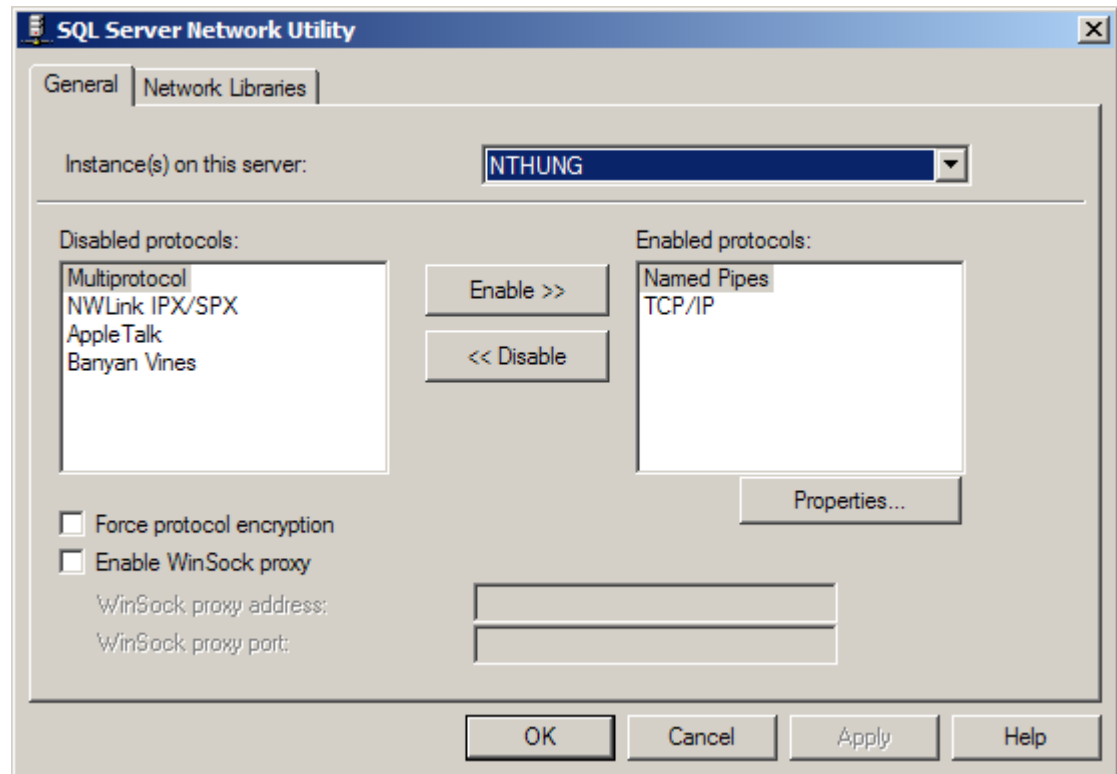 SQL Server Network Utility
General
Network Libraries
Instance(s) on this server:
NTHUNG
Disabled protocols:
Enabled protocols:
Multiprotocol
NWLink IPX/SPX
AppleTalk
Banyan Vines
Enable >>
<< Disable
Named Pipes
TCP/IP
Properties...
Force protocol encryption
Enable WinSock proxy
WinSock proxy address:
WinSock proxy port:
OK
Cancel
Apply
Help